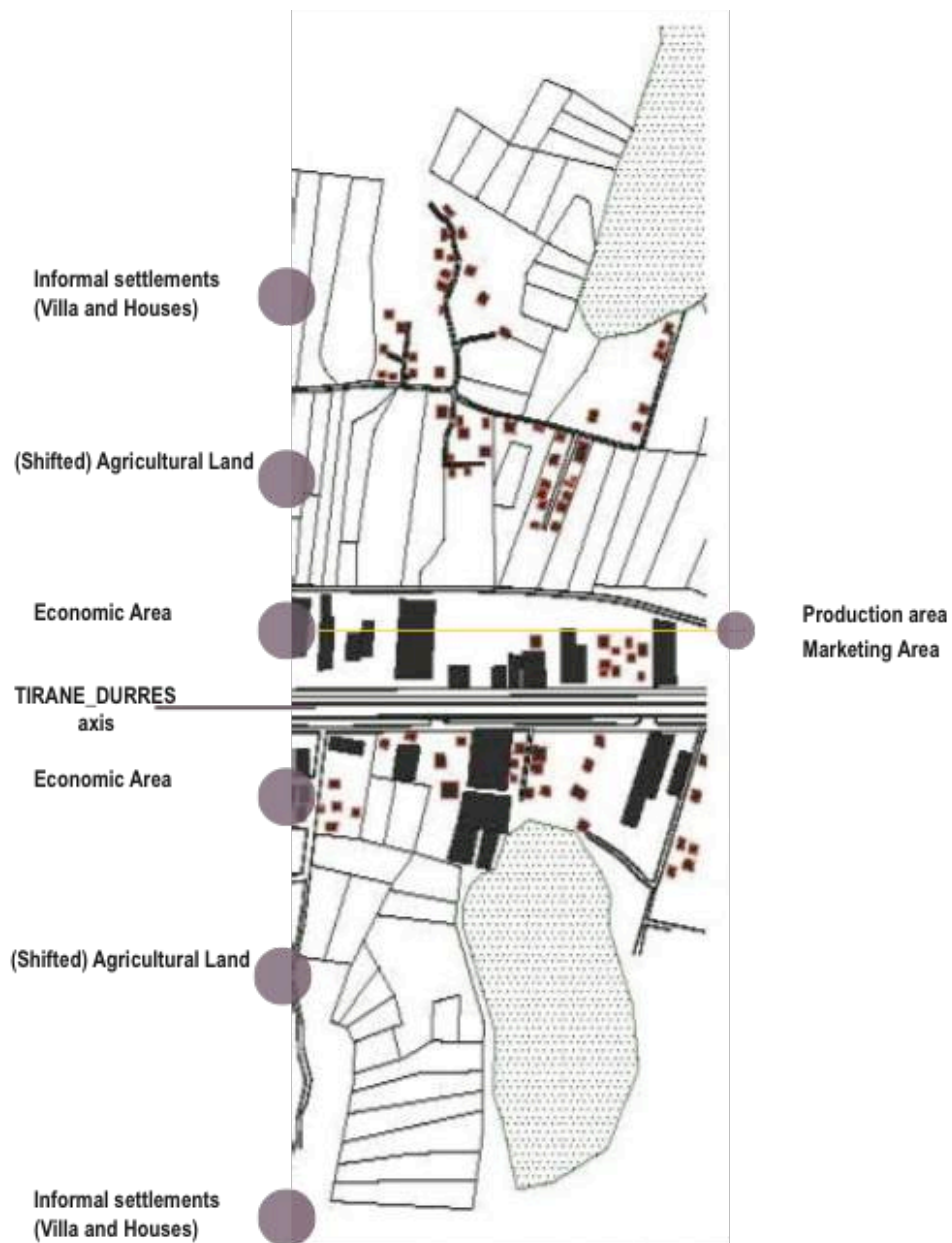 Informal settlements
(Villa and Houses)
(Shifted) Agricultural Land
Economic Area
Production area
Marketing Area
TIRANE_DURRES
axis
Economic Area
(Shifted) Agricultural Land
Informal settlements
(Villa and Houses)